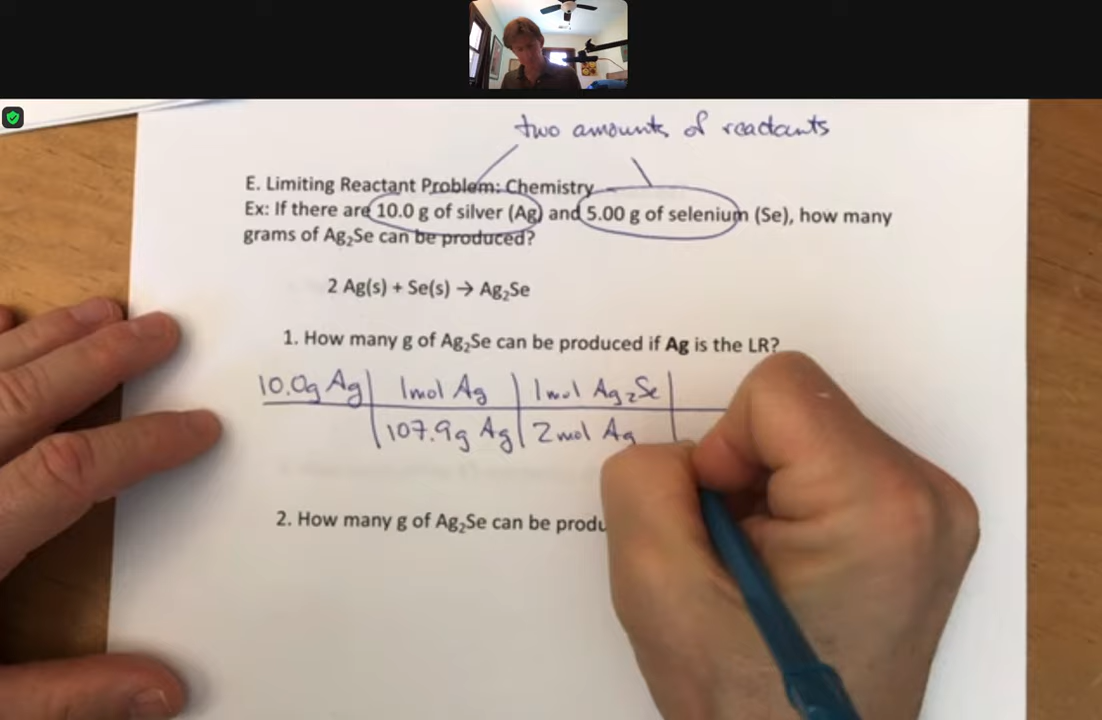 two amounts of reactants
E. Limiting Reactant Problem: Chemistry
Ex: If there are 10.0 g of silver (Ag) and 5.00 g of selenium (Se), how many
grams of Ag₂Se can be produced?
2 Ag(s) + Se(s) → Ag₂Se
1. How many g of Ag₂Se can be produced if Ag is the LR?
10.0g Ag | 1mol Ag | 1mol Ag₂Se |
| 107.9g Ag | 2mol Ag |
2. How many g of Ag₂Se can be